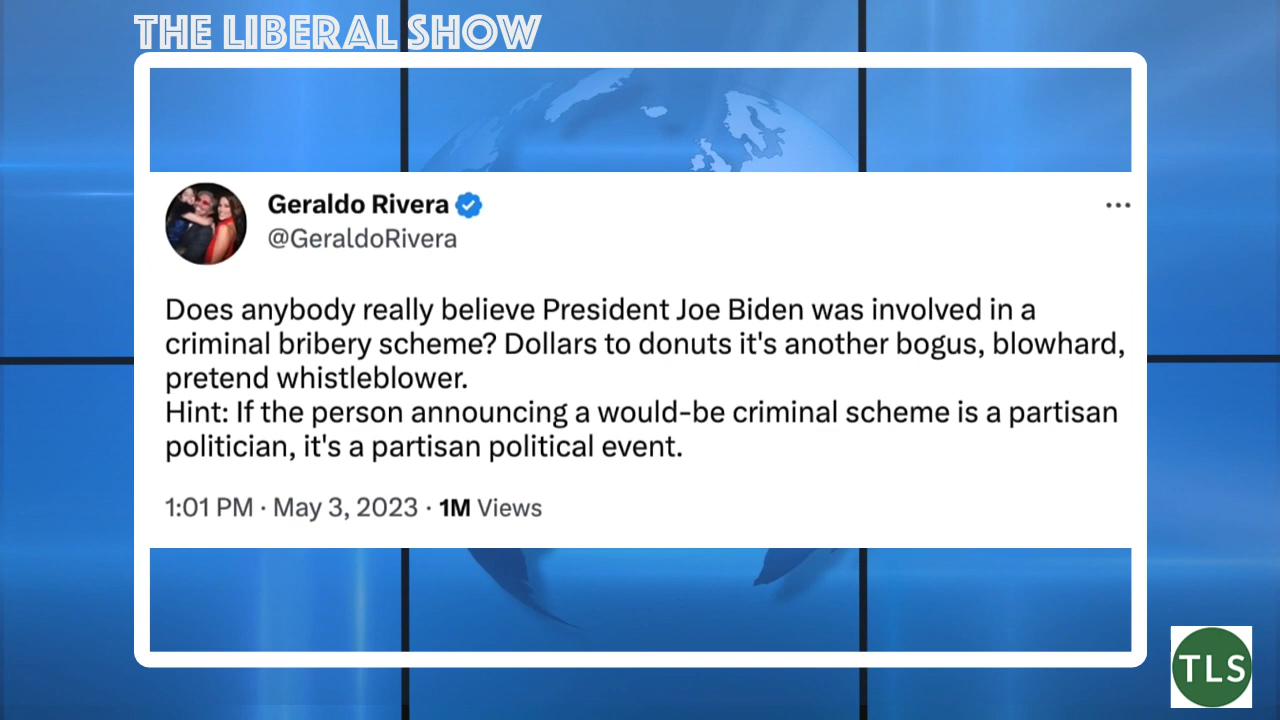 THE LIBERAL SHOW
Geraldo Rivera
@GeraldoRivera
Does anybody really believe President Joe Biden was involved in a
criminal bribery scheme? Dollars to donuts it's another bogus, blowhard,
pretend whistleblower.
Hint: If the person announcing a would-be criminal scheme is a partisan
politician, it's a partisan political event.
1:01 PM · May 3, 2023 · 1M Views
TLS